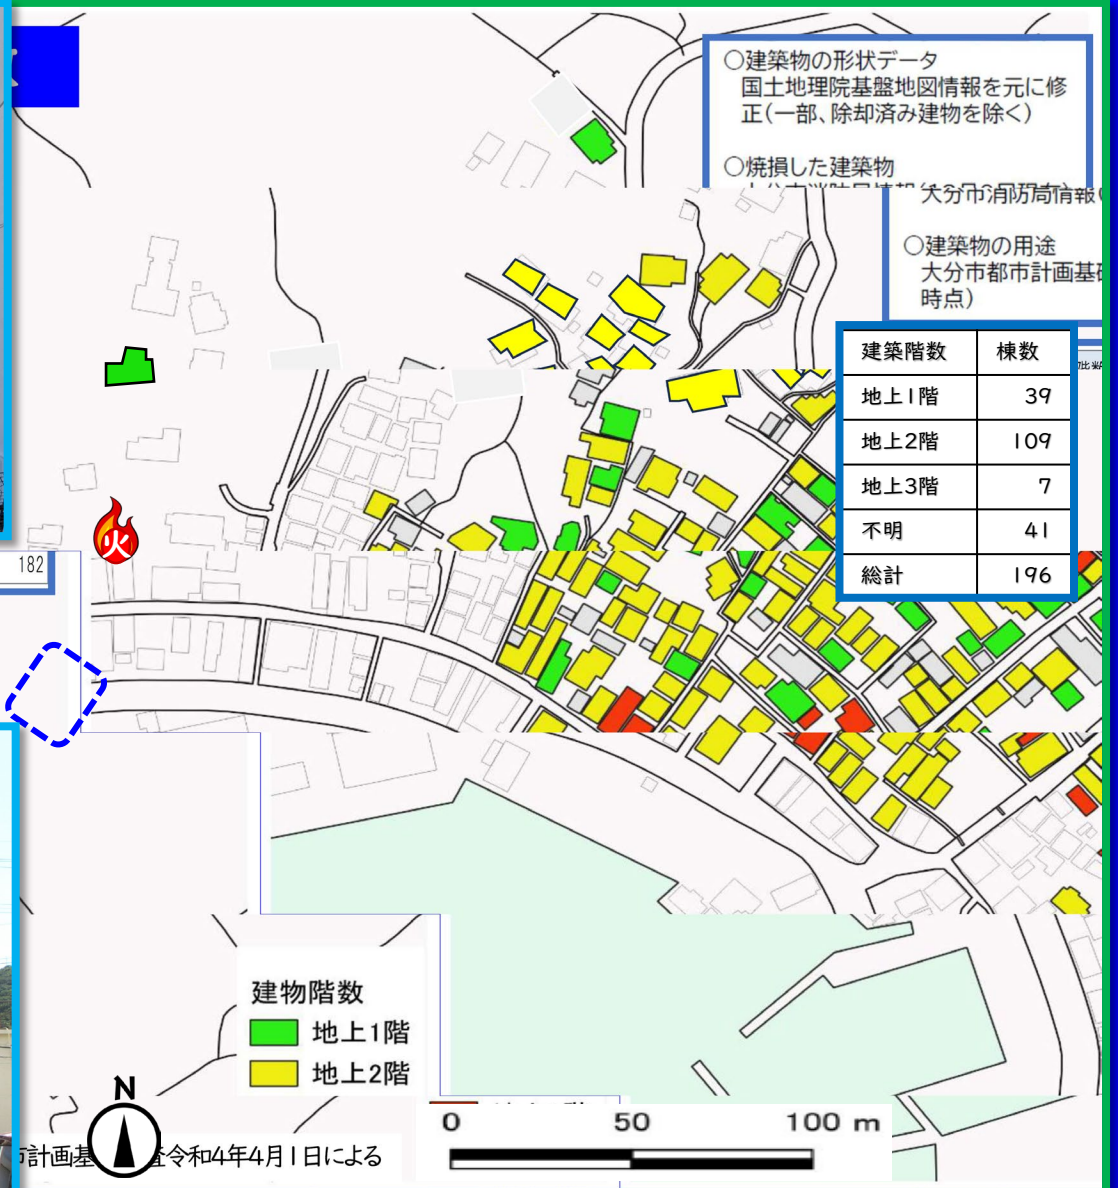 ○建築物の形状データ
国土地理院基盤地図情報を元に修
正(一部、除却済み建物を除く)
○焼損した建築物
大分市消防局情報
○建築物の用途
大分市都市計画基
時点)
建築階数 棟数
地上1階 39
地上2階 109
地上3階 7
不明 41
総計 196
火
182
建物階数
地上1階
地上2階
N
0 50 100 m
計画基
令和4年4月1日による